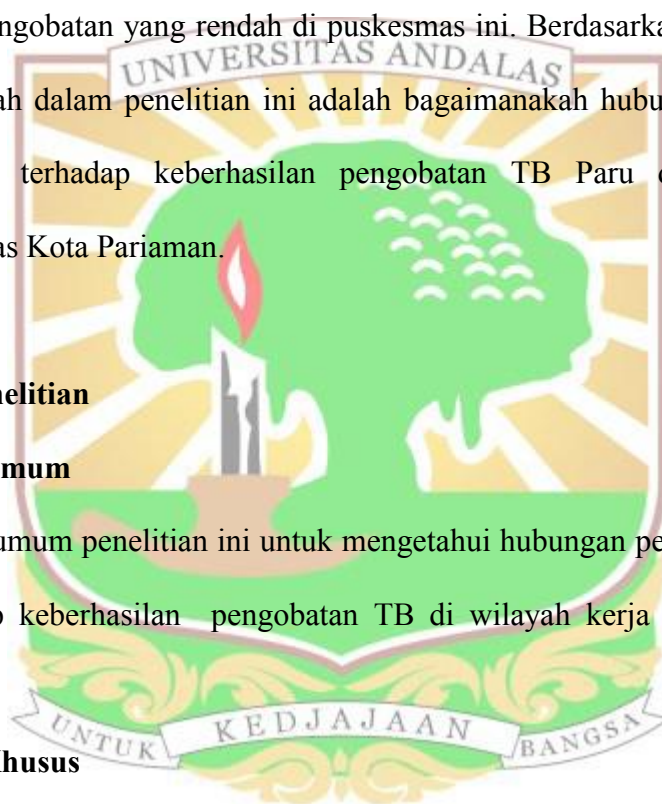 ngobatan yang rendah di puskesmas ini. Berdasarka
UNIVERSITAS ANDALAS
ah dalam penelitian ini adalah bagaimanakah hubu
terhadap keberhasilan pengobatan TB Paru
as Kota Pariaman.
nelitian
mum
umum penelitian ini untuk mengetahui hubungan pe
keberhasilan pengobatan TB di wilayah kerja
UNTUK KEDJAJAAN BANGSA
husus